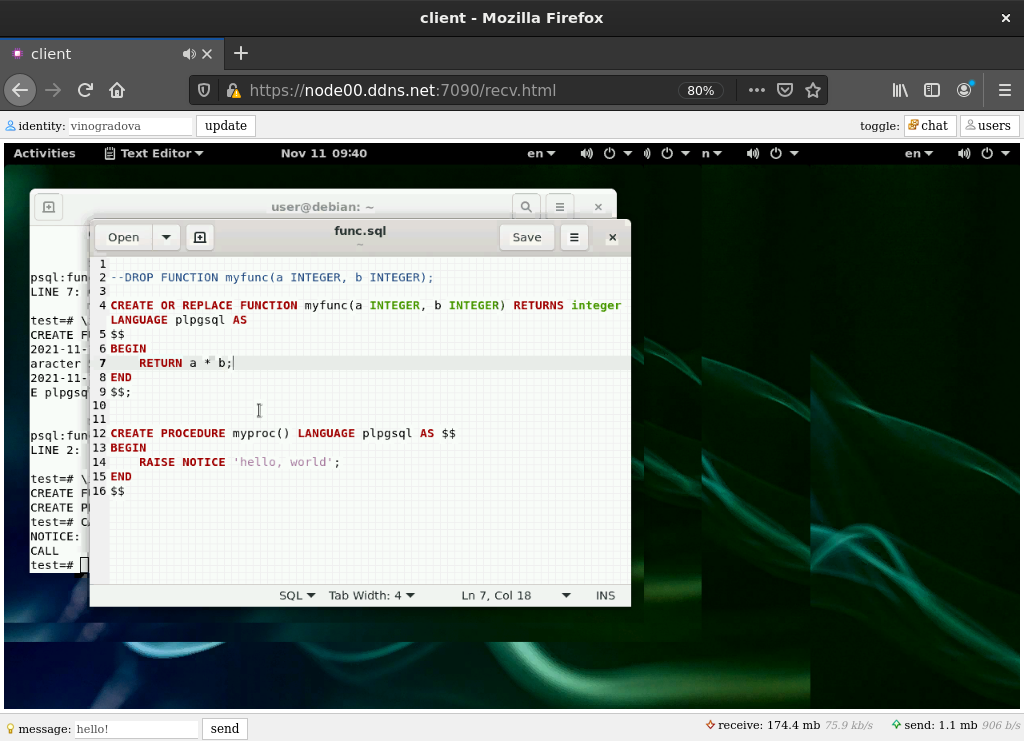 client - Mozilla Firefox
client
https://node00.ddns.net:7090/recv.html 80%
identity: vinogradova update toggle: chat users
Activities Text Editor Nov 11 09:40 en n en
user@debian: ~
Open func.sql Save
~
1
2 --DROP FUNCTION myfunc(a INTEGER, b INTEGER);
3
4 CREATE OR REPLACE FUNCTION myfunc(a INTEGER, b INTEGER) RETURNS integer
LANGUAGE plpgsql AS
5 $$
6 BEGIN
7 RETURN a * b;
8 END
9 $$;
10
11
12 CREATE PROCEDURE myproc() LANGUAGE plpgsql AS $$
13 BEGIN
14 RAISE NOTICE 'hello, world';
15 END
16 $$
psql:fun
LINE 7:
test=# \
CREATE F
2021-11-
aracter
2021-11-
E plpgsq
psql:fun
LINE 2:
test=# \
CREATE F
CREATE P
test=# C
NOTICE:
CALL
test=#
SQL Tab Width: 4 Ln 7, Col 18 INS
message: hello! send receive: 174.4 mb 75.9 kb/s send: 1.1 mb 906 b/s